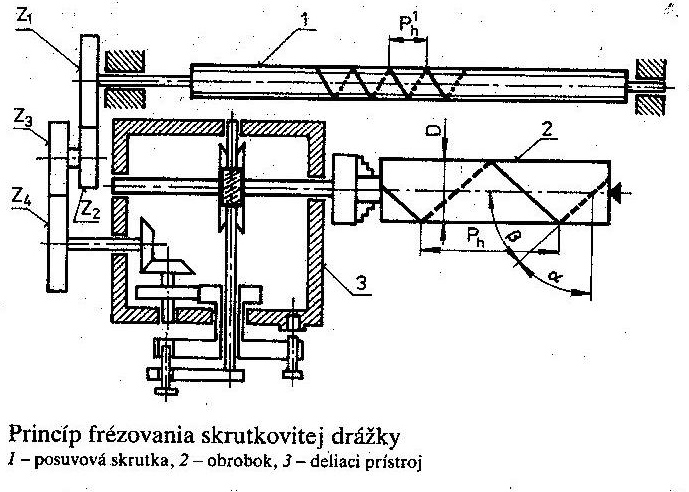 Z1
1
Ph1
Z3
D
2
Z2
Z4
Ph
β
α
3
Princíp frézovania skrutkovitej drážky
1 – posuvová skrutka, 2 – obrobok, 3 – deliaci prístroj